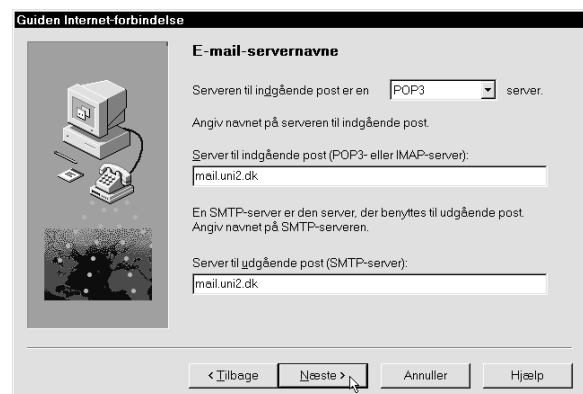 Guiden Internet-forbindelse
E-mail-servernavne
Serveren til indgående post er en POP3 server.
Angiv navnet på serveren til indgående post.
Server til indgående post (POP3- eller IMAP-server):
mail.uni2.dk
En SMTP-server er den server, der benyttes til udgående post.
Angiv navnet på SMTP-serveren.
Server til udgående post (SMTP-server):
mail.uni2.dk
< Tilbage Næste > Annuller Hjælp